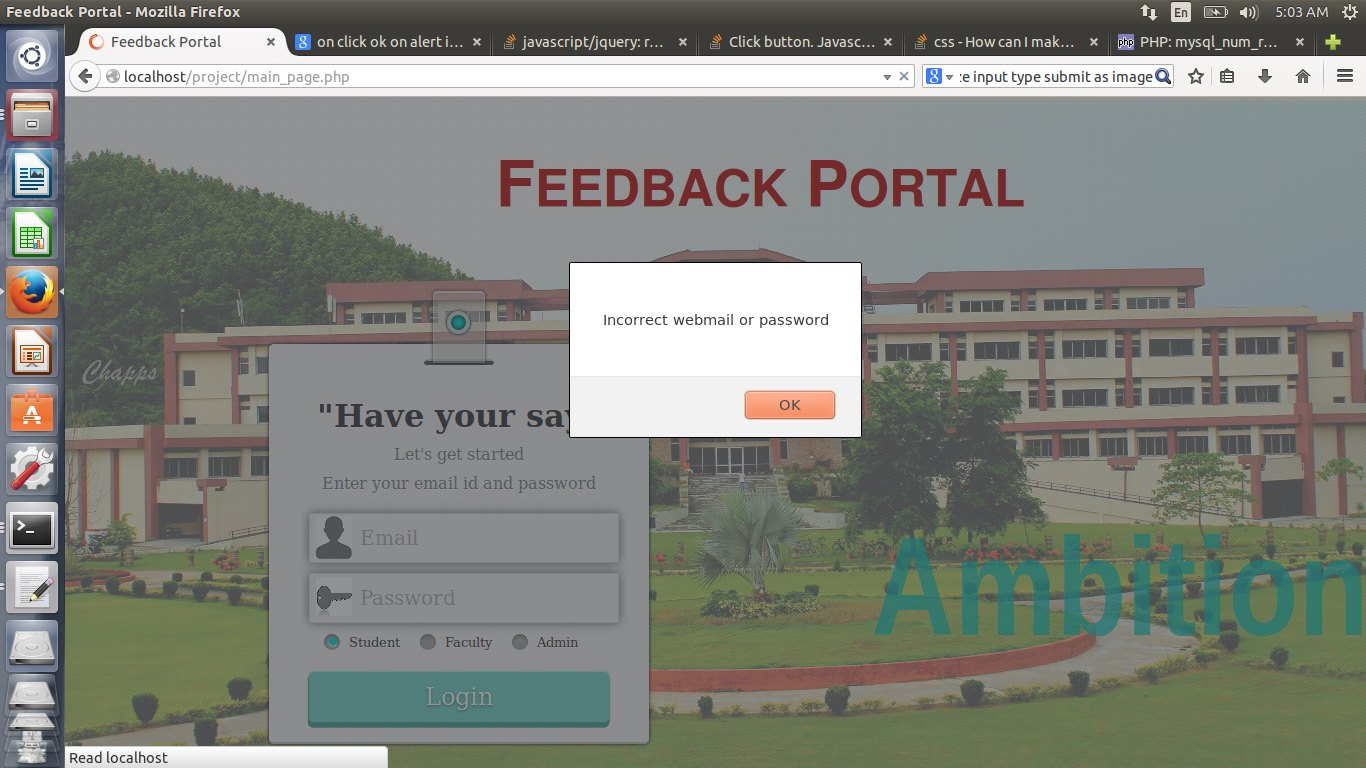 Feedback Portal - Mozilla Firefox
En
5:03 AM
Feedback Portal
on click ok on alert i...
javascript/jquery: r...
Click button. Javasc...
css - How can I mak...
php
PHP: mysql_num_r...
localhost/project/main_page.php
:e input type submit as image
FEEDBACK PORTAL
Incorrect webmail or password
OK
Chapps
"Have your say
Let's get started
Enter your email id and password
Email
Password
Student
Faculty
Admin
Login
Ambition
Read localhost